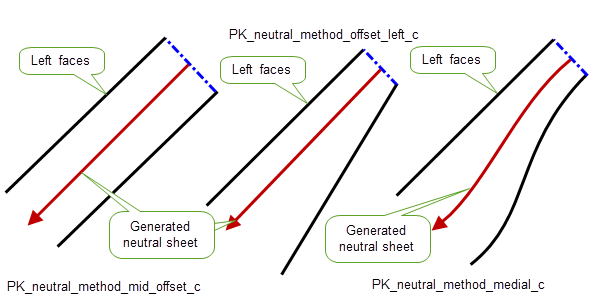 PK_neutral_method_offset_left_c
Left faces
Left faces
Left faces
Generated
neutral sheet
Generated
neutral sheet
PK_neutral_method_mid_offset_c
PK_neutral_method_medial_c